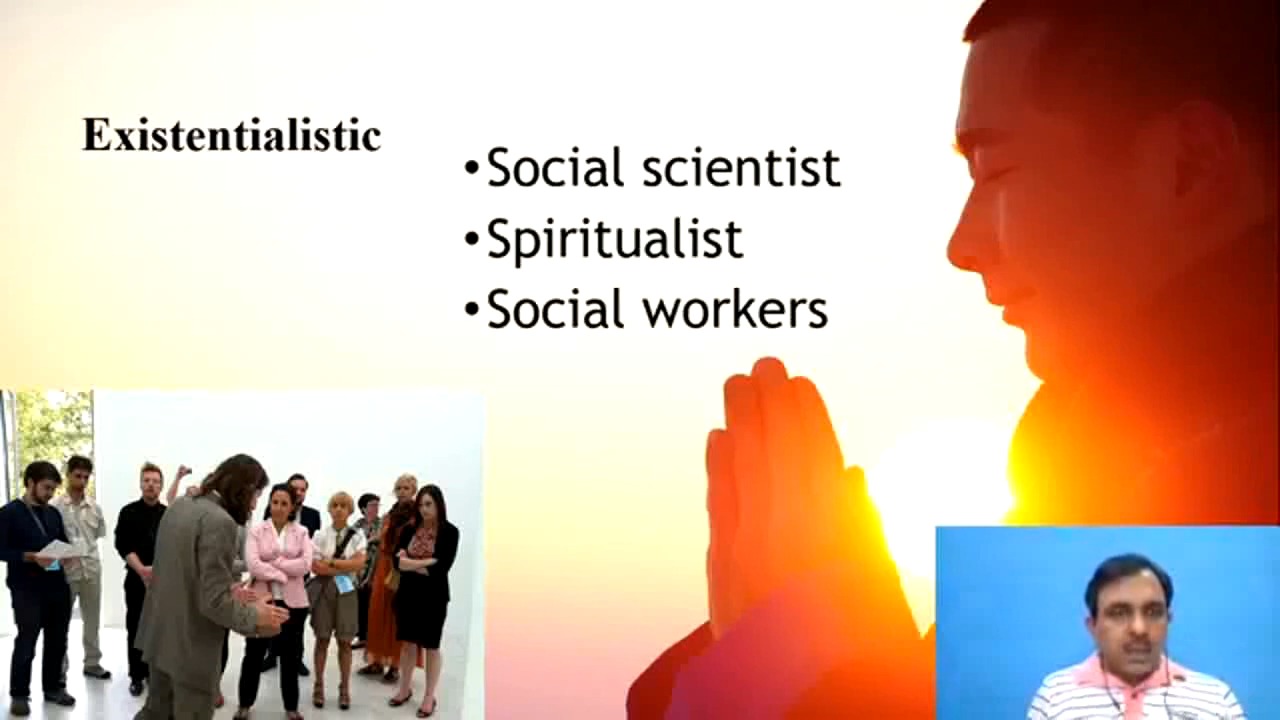 Existentialistic
•Social scientist
•Spiritualist
•Social workers